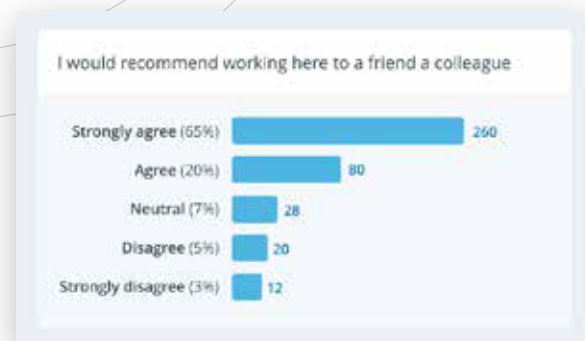 I would recommend working here to a friend a colleague
Strongly agree (65%) 260
Agree (20%) 80
Neutral (7%) 28
Disagree (5%) 20
Strongly disagree (3%) 12